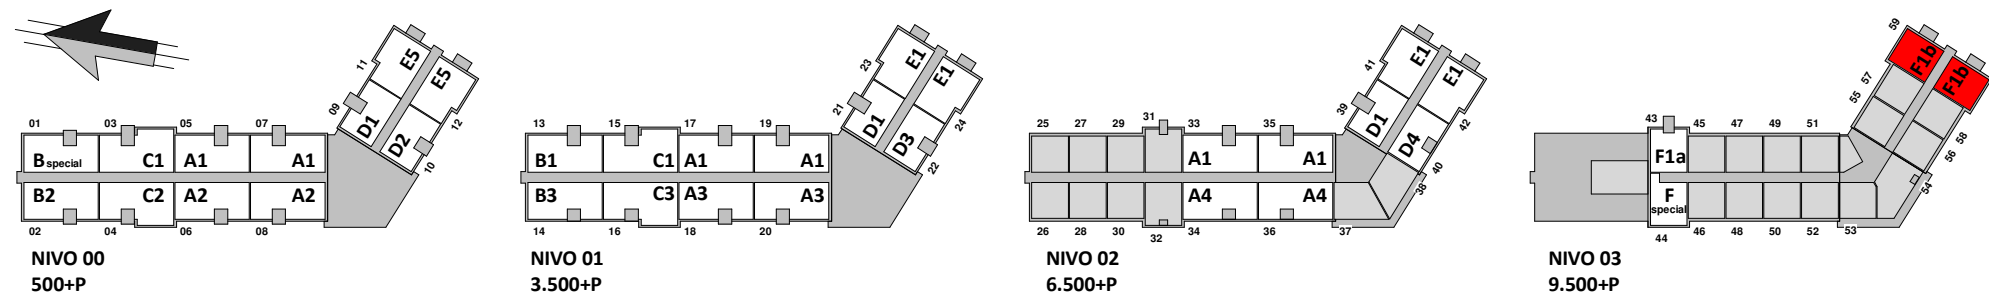 01 03 05 07 09 11
B special C1 A1 A1 D1 E5
B2 C2 A2 A2 D2 E5
02 04 06 08 10 12
NIVO 00
500+P
13 15 17 19 21 23
B1 C1 A1 A1 D1 E1
B3 C3 A3 A3 D3 E1
14 16 18 20 22 24
NIVO 01
3.500+P
25 27 29 31 33 35 39 41
A1 A1 D1 E1
A4 A4 D4 E1
26 28 30 32 34 36 37 38 40 42
NIVO 02
6.500+P
43 45 47 49 51 55 57 59
F1a F1b
F special F1b
44 46 48 50 52 53 54 56 58
NIVO 03
9.500+P